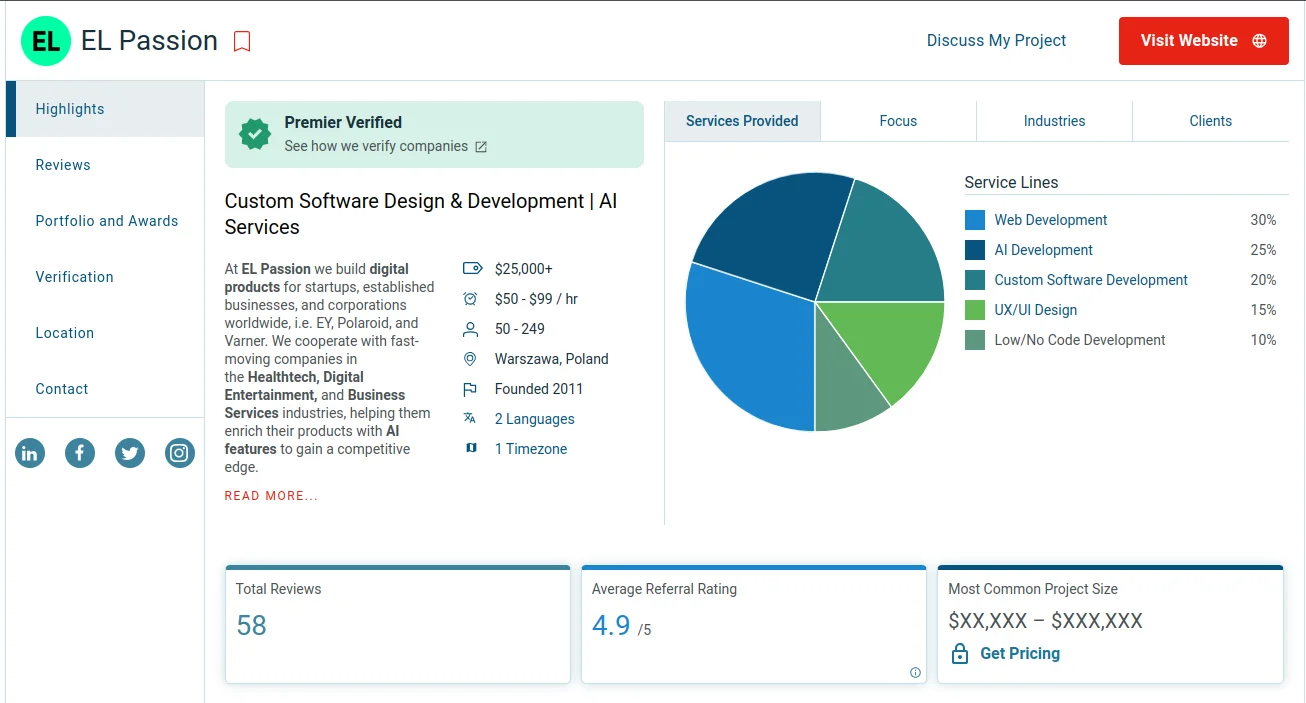 EL
EL Passion
Discuss My Project
Visit Website
Highlights
Reviews
Portfolio and Awards
Verification
Location
Contact
in
f
Premier Verified
See how we verify companies
Custom Software Design & Development | AI
Services
At EL Passion we build digital
products for startups, established
businesses, and corporations
worldwide, i.e. EY, Polaroid, and
Varner. We cooperate with fast-
moving companies in
the Healthtech, Digital
Entertainment, and Business
Services industries, helping them
enrich their products with AI
features to gain a competitive
edge.
READ MORE...
$25,000+
$50 - $99 / hr
50 - 249
Warszawa, Poland
Founded 2011
2 Languages
1 Timezone
Services Provided
Focus
Industries
Clients
Service Lines
Web Development 30%
AI Development 25%
Custom Software Development 20%
UX/UI Design 15%
Low/No Code Development 10%
Total Reviews
58
Average Referral Rating
4.9 /5
Most Common Project Size
$XX,XXX – $XXX,XXX
Get Pricing